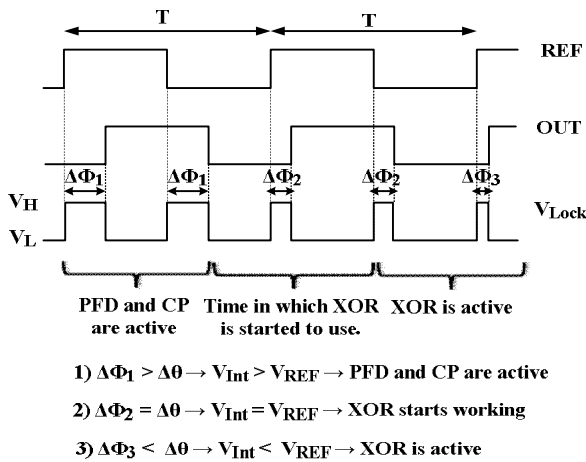 T T
REF
OUT
ΔΦ1 ΔΦ1 ΔΦ2 ΔΦ2 ΔΦ3
VH VLock
VL
PFD and CP are active
Time in which XOR is started to use.
XOR is active
1) ΔΦ1 > Δθ → VInt > VREF → PFD and CP are active
2) ΔΦ2 = Δθ → VInt = VREF → XOR starts working
3) ΔΦ3 < Δθ → VInt < VREF → XOR is active